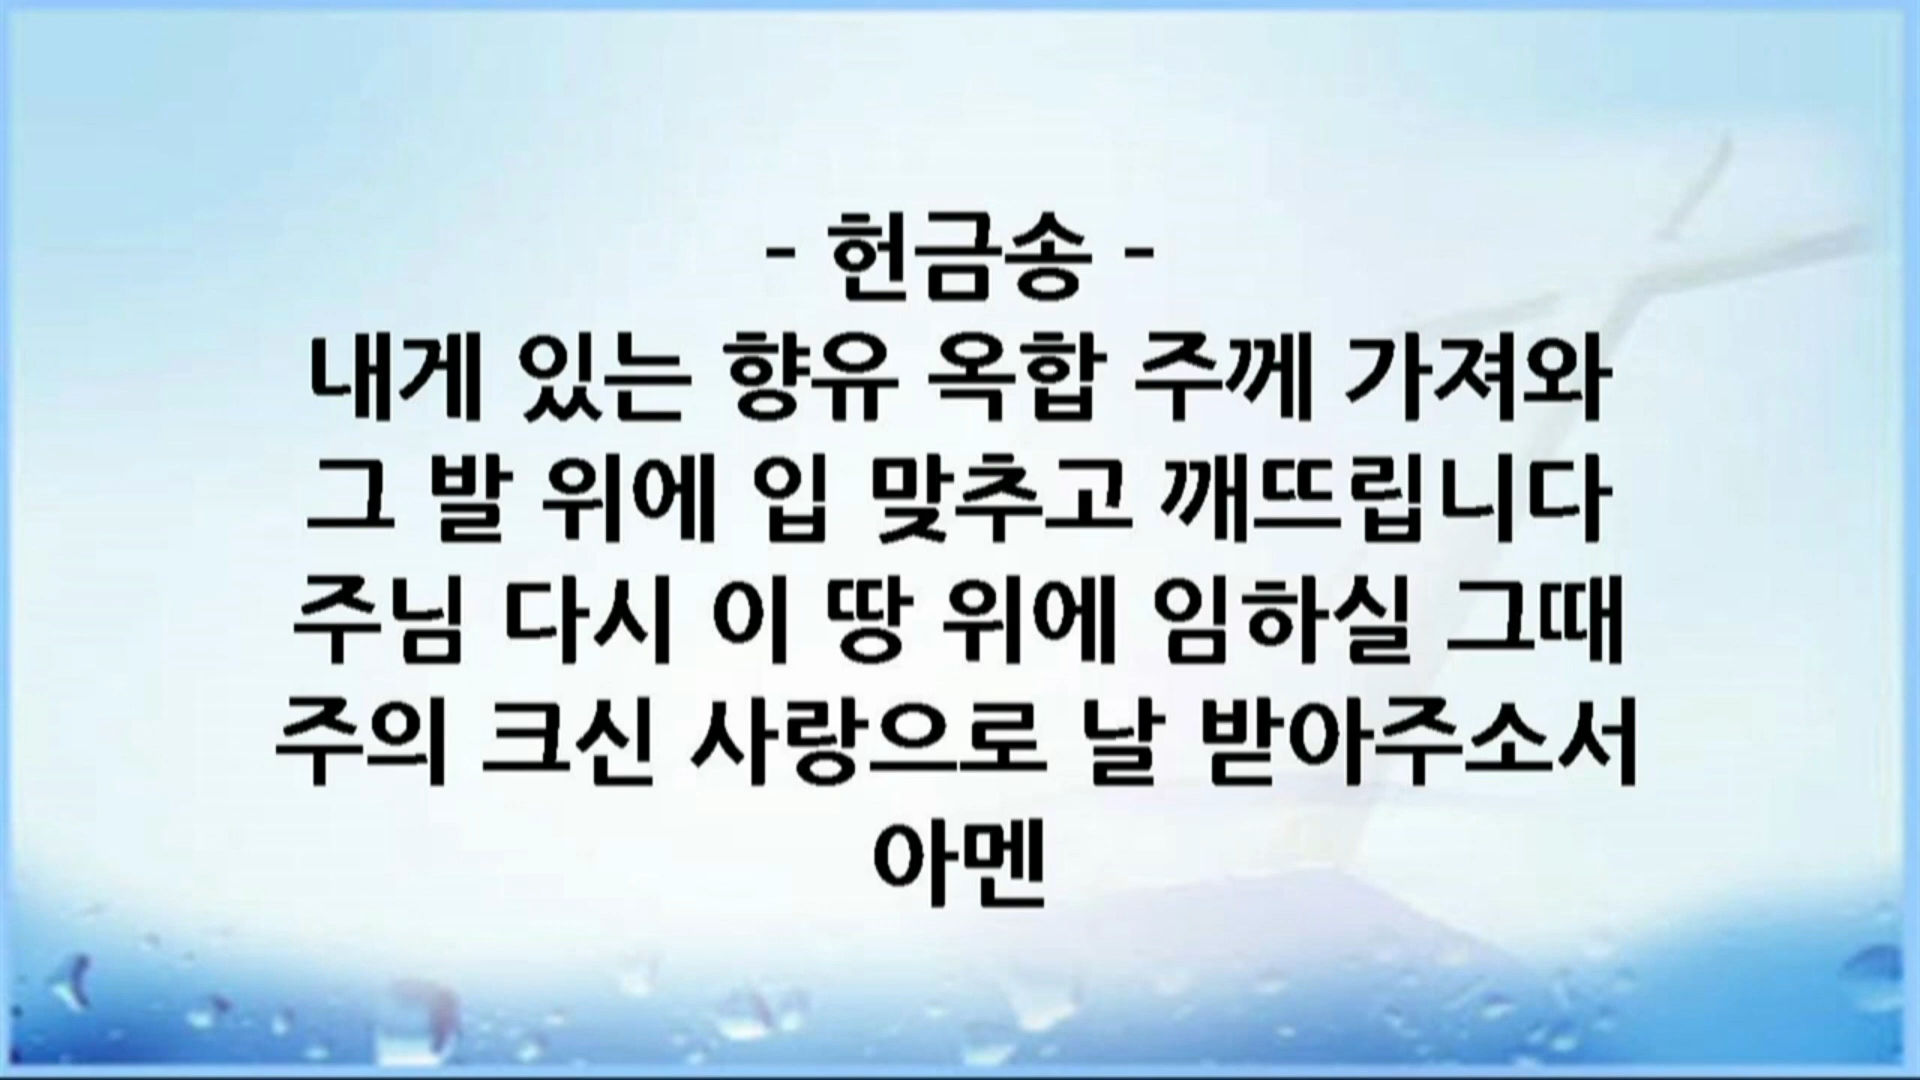 - 헌금송 -
내게 있는 향유 옥합 주께 가져와
그 발 위에 입 맞추고 깨뜨립니다
주님 다시 이 땅 위에 임하실 그때
주의 크신 사랑으로 날 받아주소서
아멘